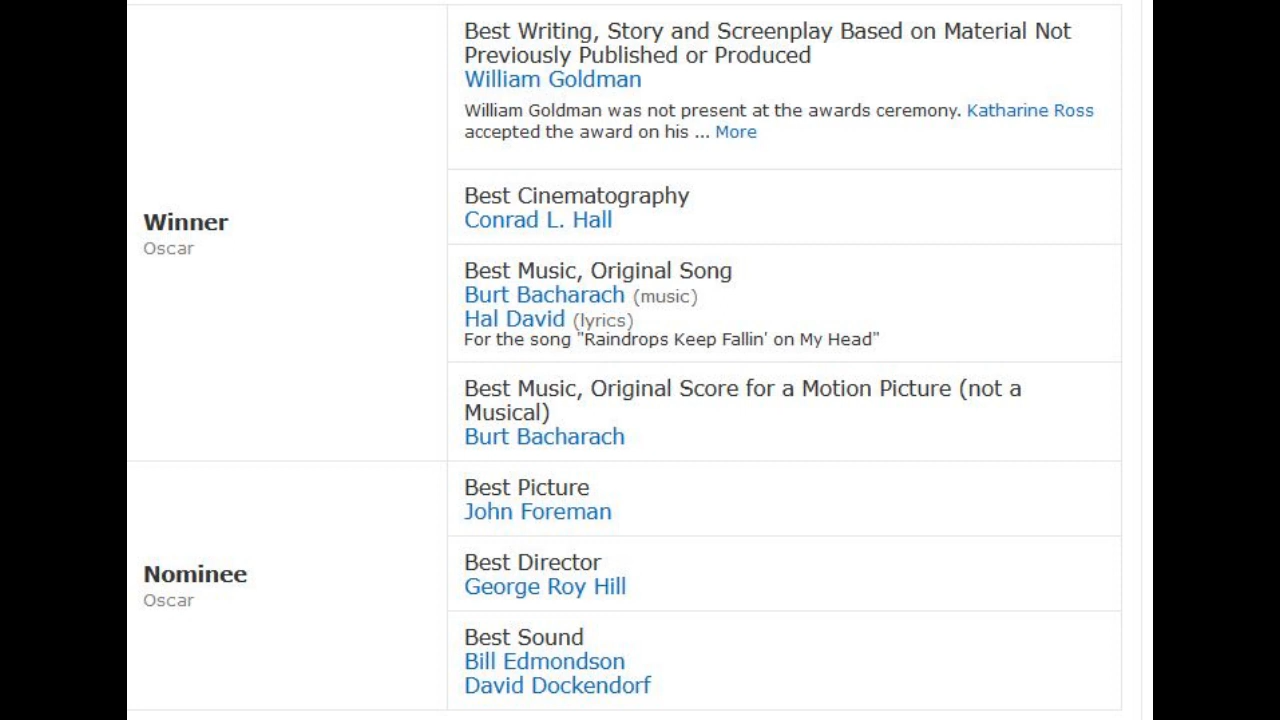 Best Writing, Story and Screenplay Based on Material Not
Previously Published or Produced
William Goldman
William Goldman was not present at the awards ceremony. Katharine Ross
accepted the award on his ... More
Winner
Oscar
Best Cinematography
Conrad L. Hall
Best Music, Original Song
Burt Bacharach (music)
Hal David (lyrics)
For the song "Raindrops Keep Fallin' on My Head"
Best Music, Original Score for a Motion Picture (not a
Musical)
Burt Bacharach
Nominee
Oscar
Best Picture
John Foreman
Best Director
George Roy Hill
Best Sound
Bill Edmondson
David Dockendorf